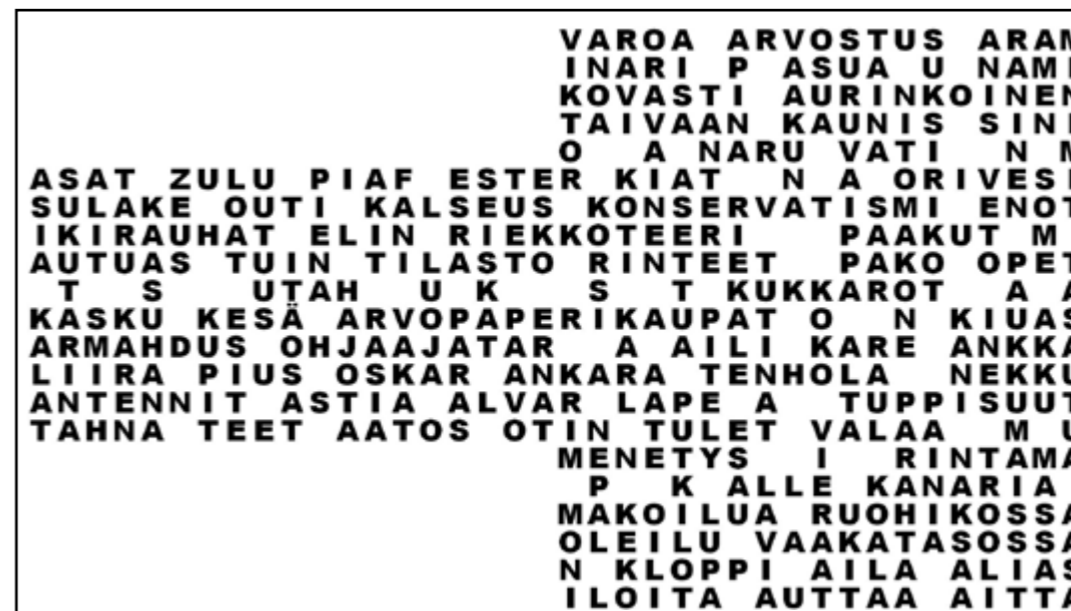 VAROA ARVOSTUS ARAM
INARI P ASUA U NAMI
KOVASTI AURINKOINEN
TAIVAAN KAUNIS SINI
O A NARU VATI N M
ASAT ZULU PIAF ESTER KIAT N A ORIVESI
SULAKE OUTI KALSEUS KONSERVATISMI ENOT
IKIRAUHAT ELIN RIEKKOTEERI PAAKUT M
AUTUAS TUIN TILASTO RINTEET PAKO OPET
T S UTAH U K S T KUKKAROT A A
KASKU KESÄ ARVOPAPERIKAUPAT O N KIUAS
ARMAHDUS OHJAAJATAR A AILI KARE ANKKA
LIIRA PIUS OSKAR ANKARA TENHOLA NEKKU
ANTENNIT ASTIA ALVAR LAPE A TUPPISUUT
TAHNA TEET AATOS OTIN TULET VALAA M U
MENETYS I RINTAMA
P K ALLE KANARIA
MAKOILUA RUOHIKOSSA
OLEILU VAAKATASOSSA
N KLOPPI AILA ALIAS
ILOITA AUTTAA AITTA